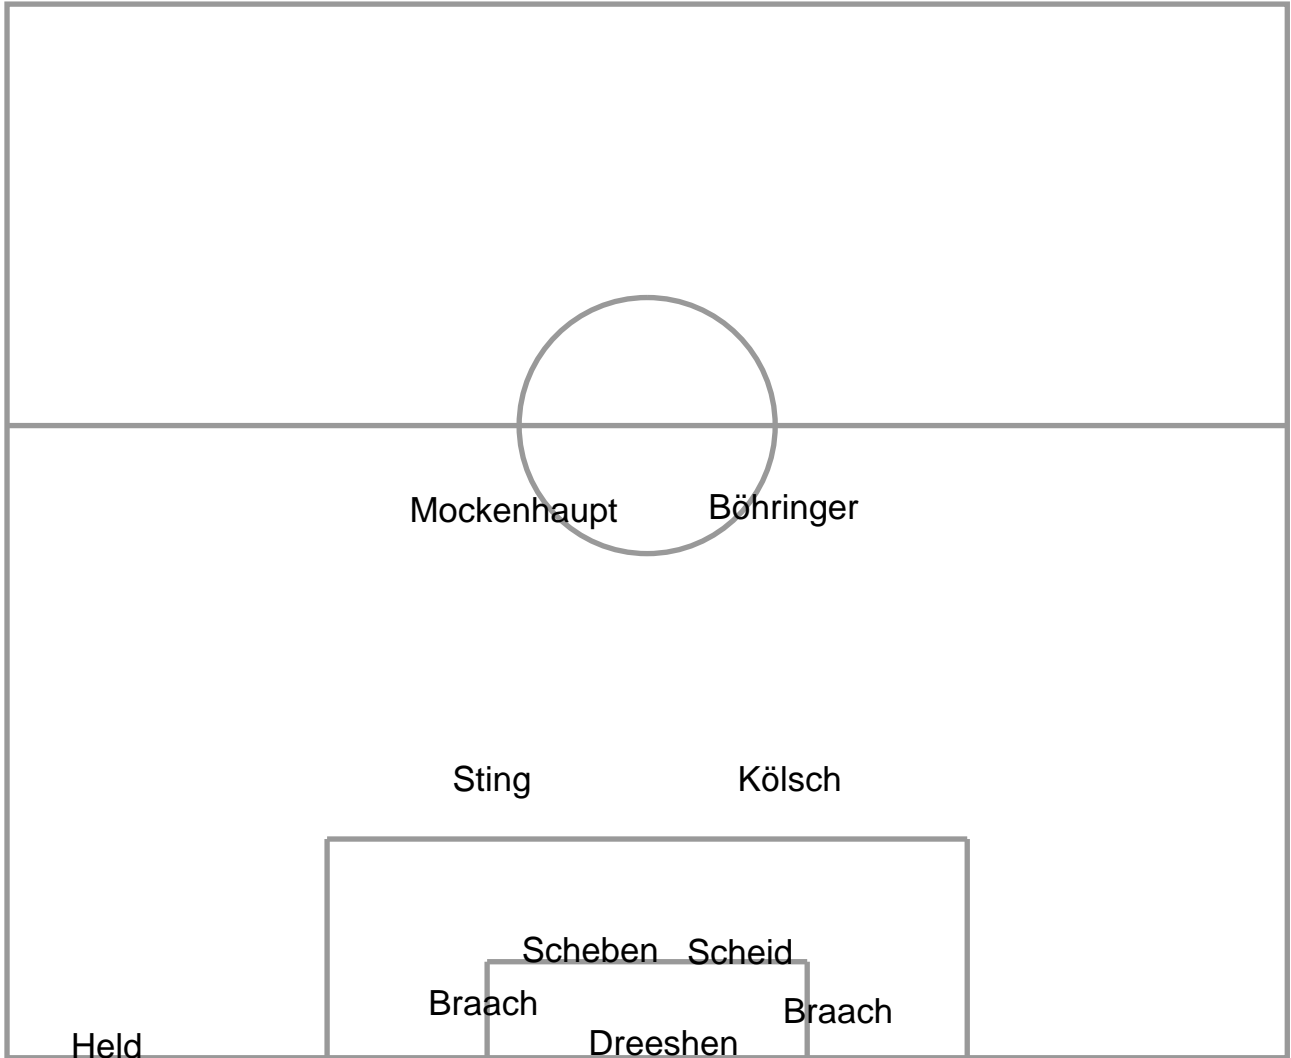 Mockenhaupt Böhringer
Sting Kölsch
Scheben Scheid
Braach Braach
Held Dreeshen